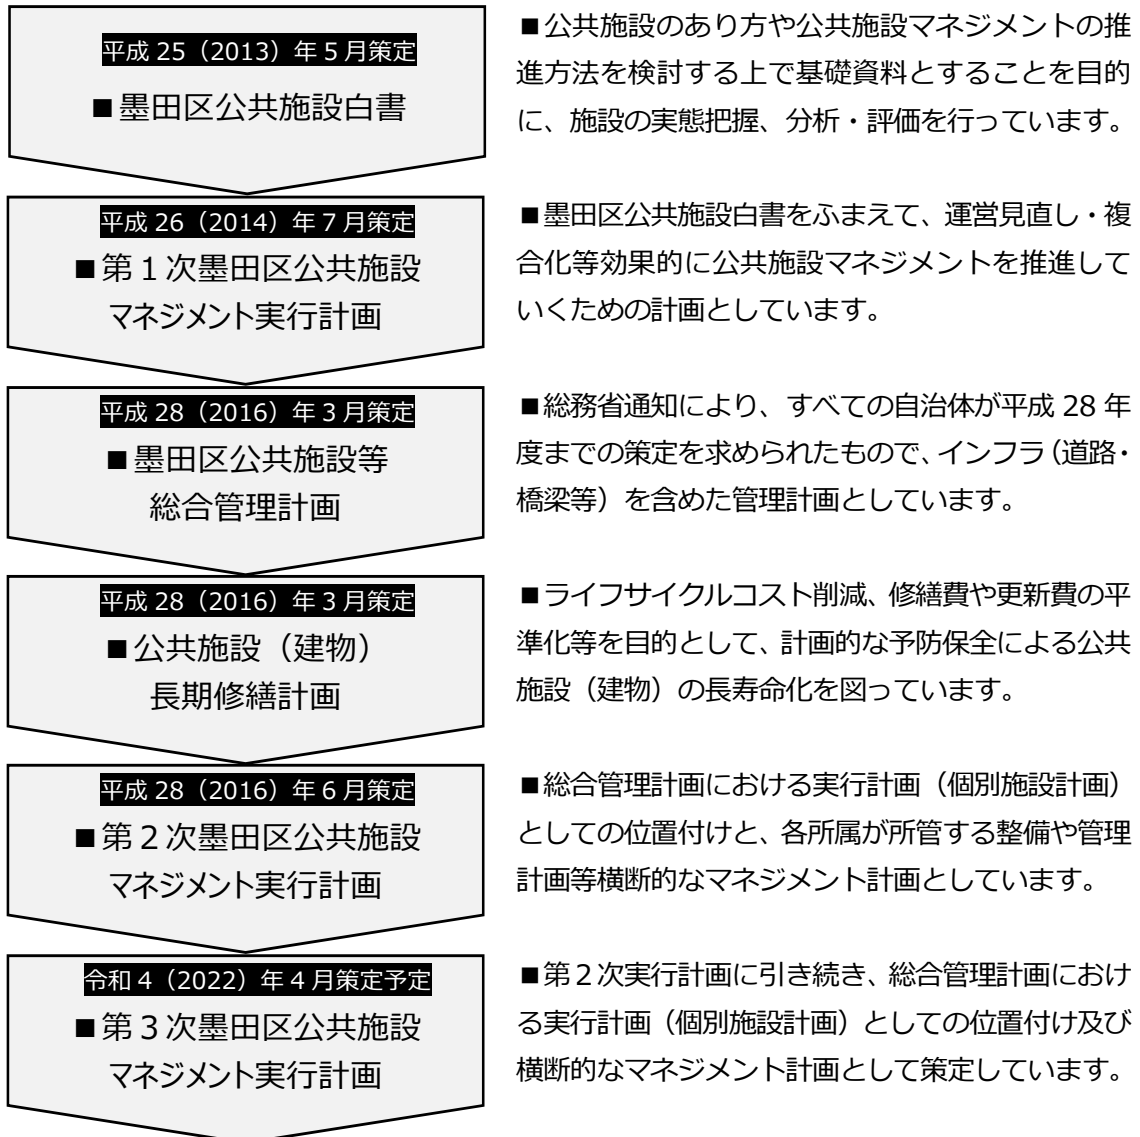 平成 25（2013）年５月策定
■墨田区公共施設白書
■公共施設のあり方や公共施設マネジメントの推
進方法を検討する上で基礎資料とすることを目的
に、施設の実態把握、分析・評価を行っています。
平成 26（2014）年７月策定
■第１次墨田区公共施設
マネジメント実行計画
■墨田区公共施設白書をふまえて、運営見直し・複
合化等効果的に公共施設マネジメントを推進して
いくための計画としています。
平成 28（2016）年３月策定
■墨田区公共施設等
総合管理計画
■総務省通知により、すべての自治体が平成 28 年
度までの策定を求められたもので、インフラ（道路・
橋梁等）を含めた管理計画としています。
平成 28（2016）年３月策定
■公共施設（建物）
長期修繕計画
■ライフサイクルコスト削減、修繕費や更新費の平
準化等を目的として、計画的な予防保全による公共
施設（建物）の長寿命化を図っています。
平成 28（2016）年６月策定
■第２次墨田区公共施設
マネジメント実行計画
■総合管理計画における実行計画（個別施設計画）
としての位置付けと、各所属が所管する整備や管理
計画等横断的なマネジメント計画としています。
令和４（2022）年４月策定予定
■第３次墨田区公共施設
マネジメント実行計画
■第２次実行計画に引き続き、総合管理計画におけ
る実行計画（個別施設計画）としての位置付け及び
横断的なマネジメント計画として策定しています。